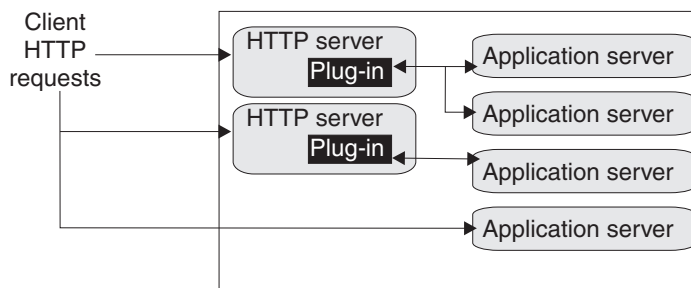 Client
HTTP
requests
HTTP server
Plug-in
HTTP server
Plug-in
Application server
Application server
Application server
Application server